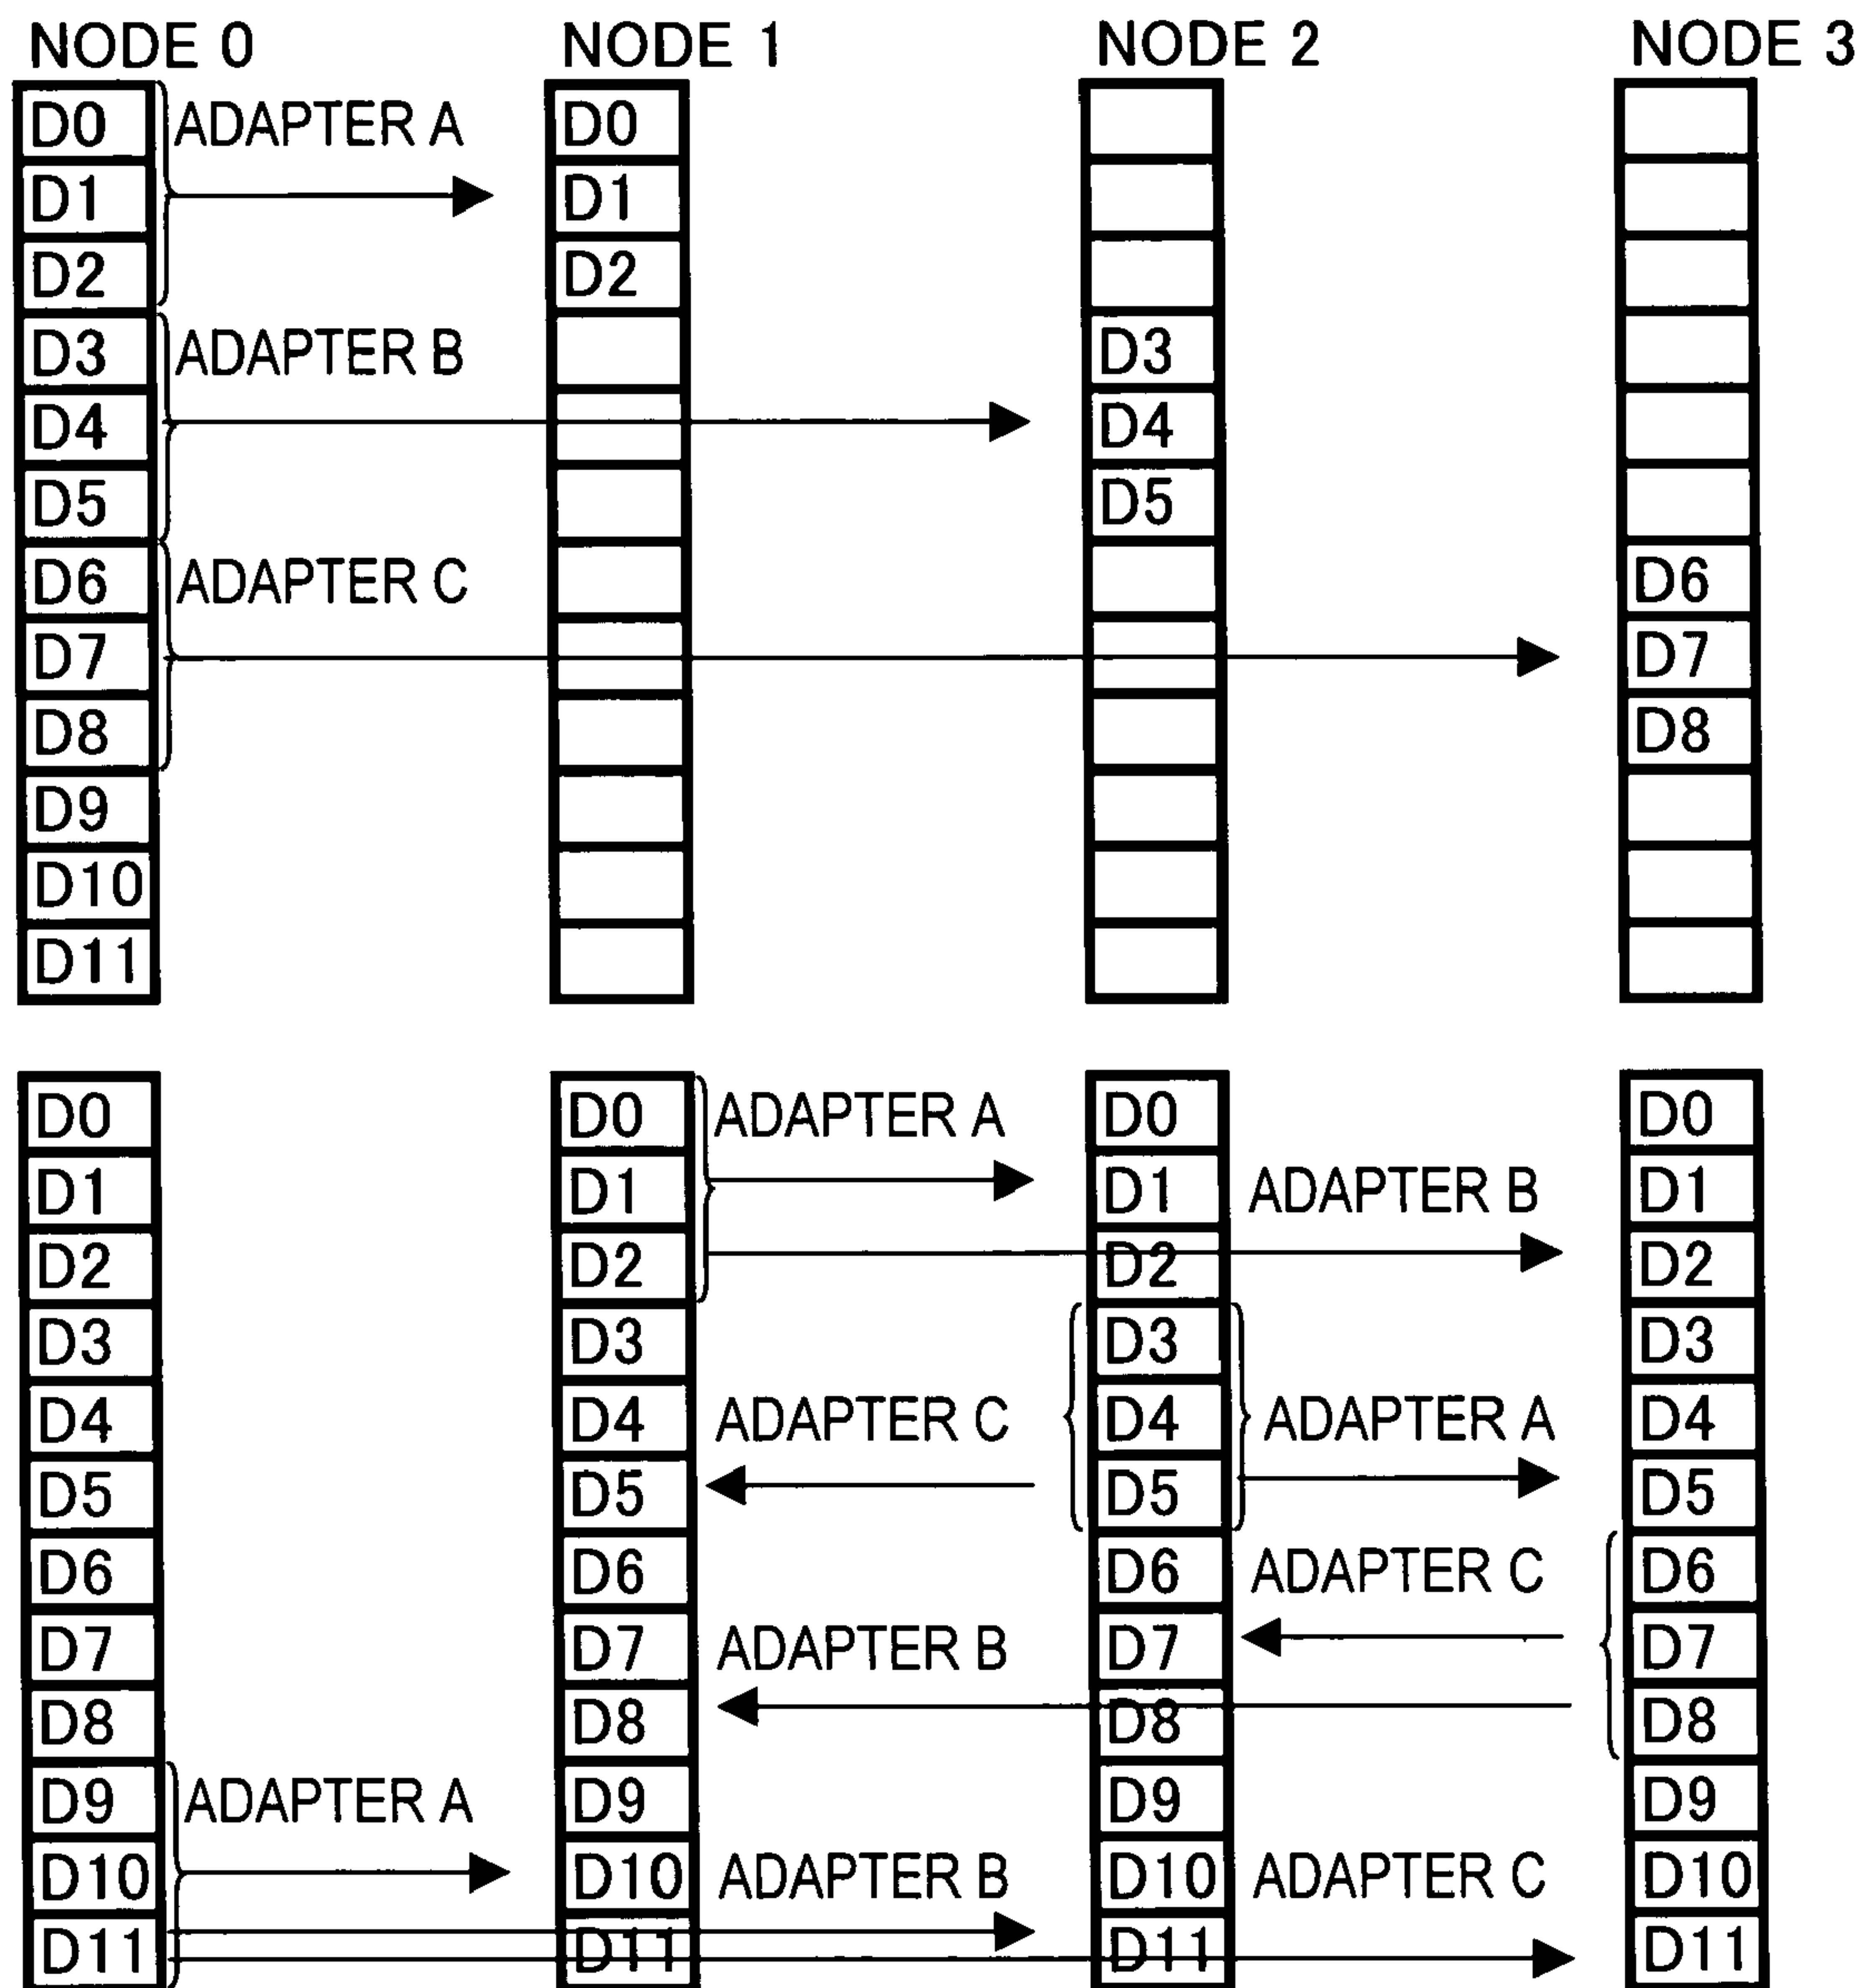 NODE 0 NODE 1 NODE 2 NODE 3
D0 ADAPTER A D0
D1 D1
D2 D2
D3 ADAPTER B D3
D4 D4
D5 D5
D6 ADAPTER C D6
D7 D7
D8 D8
D9
D10
D11
D0 D0 ADAPTER A D0 D0
D1 D1 D1 ADAPTER B D1
D2 D2 D2 D2
D3 D3 D3 D3
D4 D4 ADAPTER C D4 ADAPTER A D4
D5 D5 D5 D5
D6 D6 D6 ADAPTER C D6
D7 D7 ADAPTER B D7 D7
D8 D8 D8 D8
D9 ADAPTER A D9 D9 D9
D10 D10 ADAPTER B D10 ADAPTER C D10
D11 D11 D11 D11